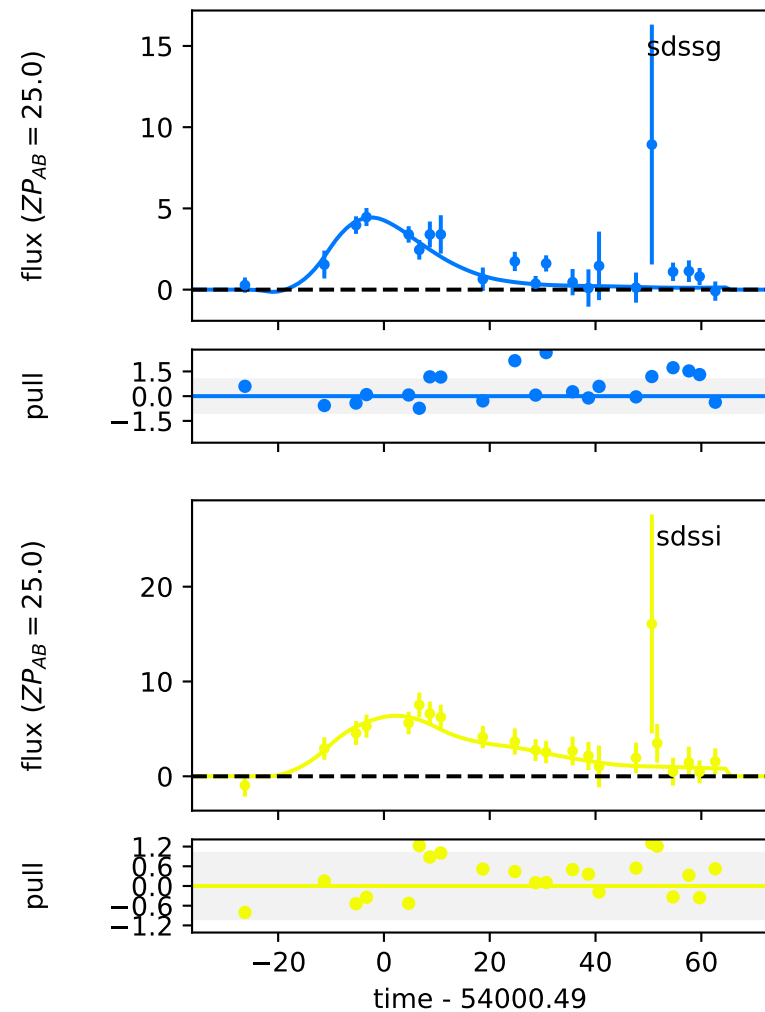 flux ($ZP_{AB} = 25.0$)
15
10
5
0
sdssg
pull
1.5
0.0
−1.5
flux ($ZP_{AB} = 25.0$)
20
10
0
sdssi
pull
1.2
0.6
0.0
−0.6
−1.2
−20 0 20 40 60
time - 54000.49